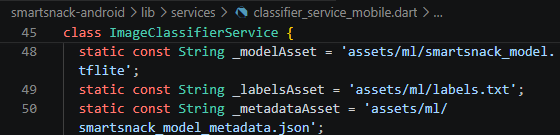 smartsnack-android > lib > services > classifier_service_mobile.dart > ...
45 class ImageClassifierService {
48 static const String _modelAsset = 'assets/ml/smartsnack_model.
tflite';
49 static const String _labelsAsset = 'assets/ml/labels.txt';
50 static const String _metadataAsset = 'assets/ml/
smartsnack_model_metadata.json';